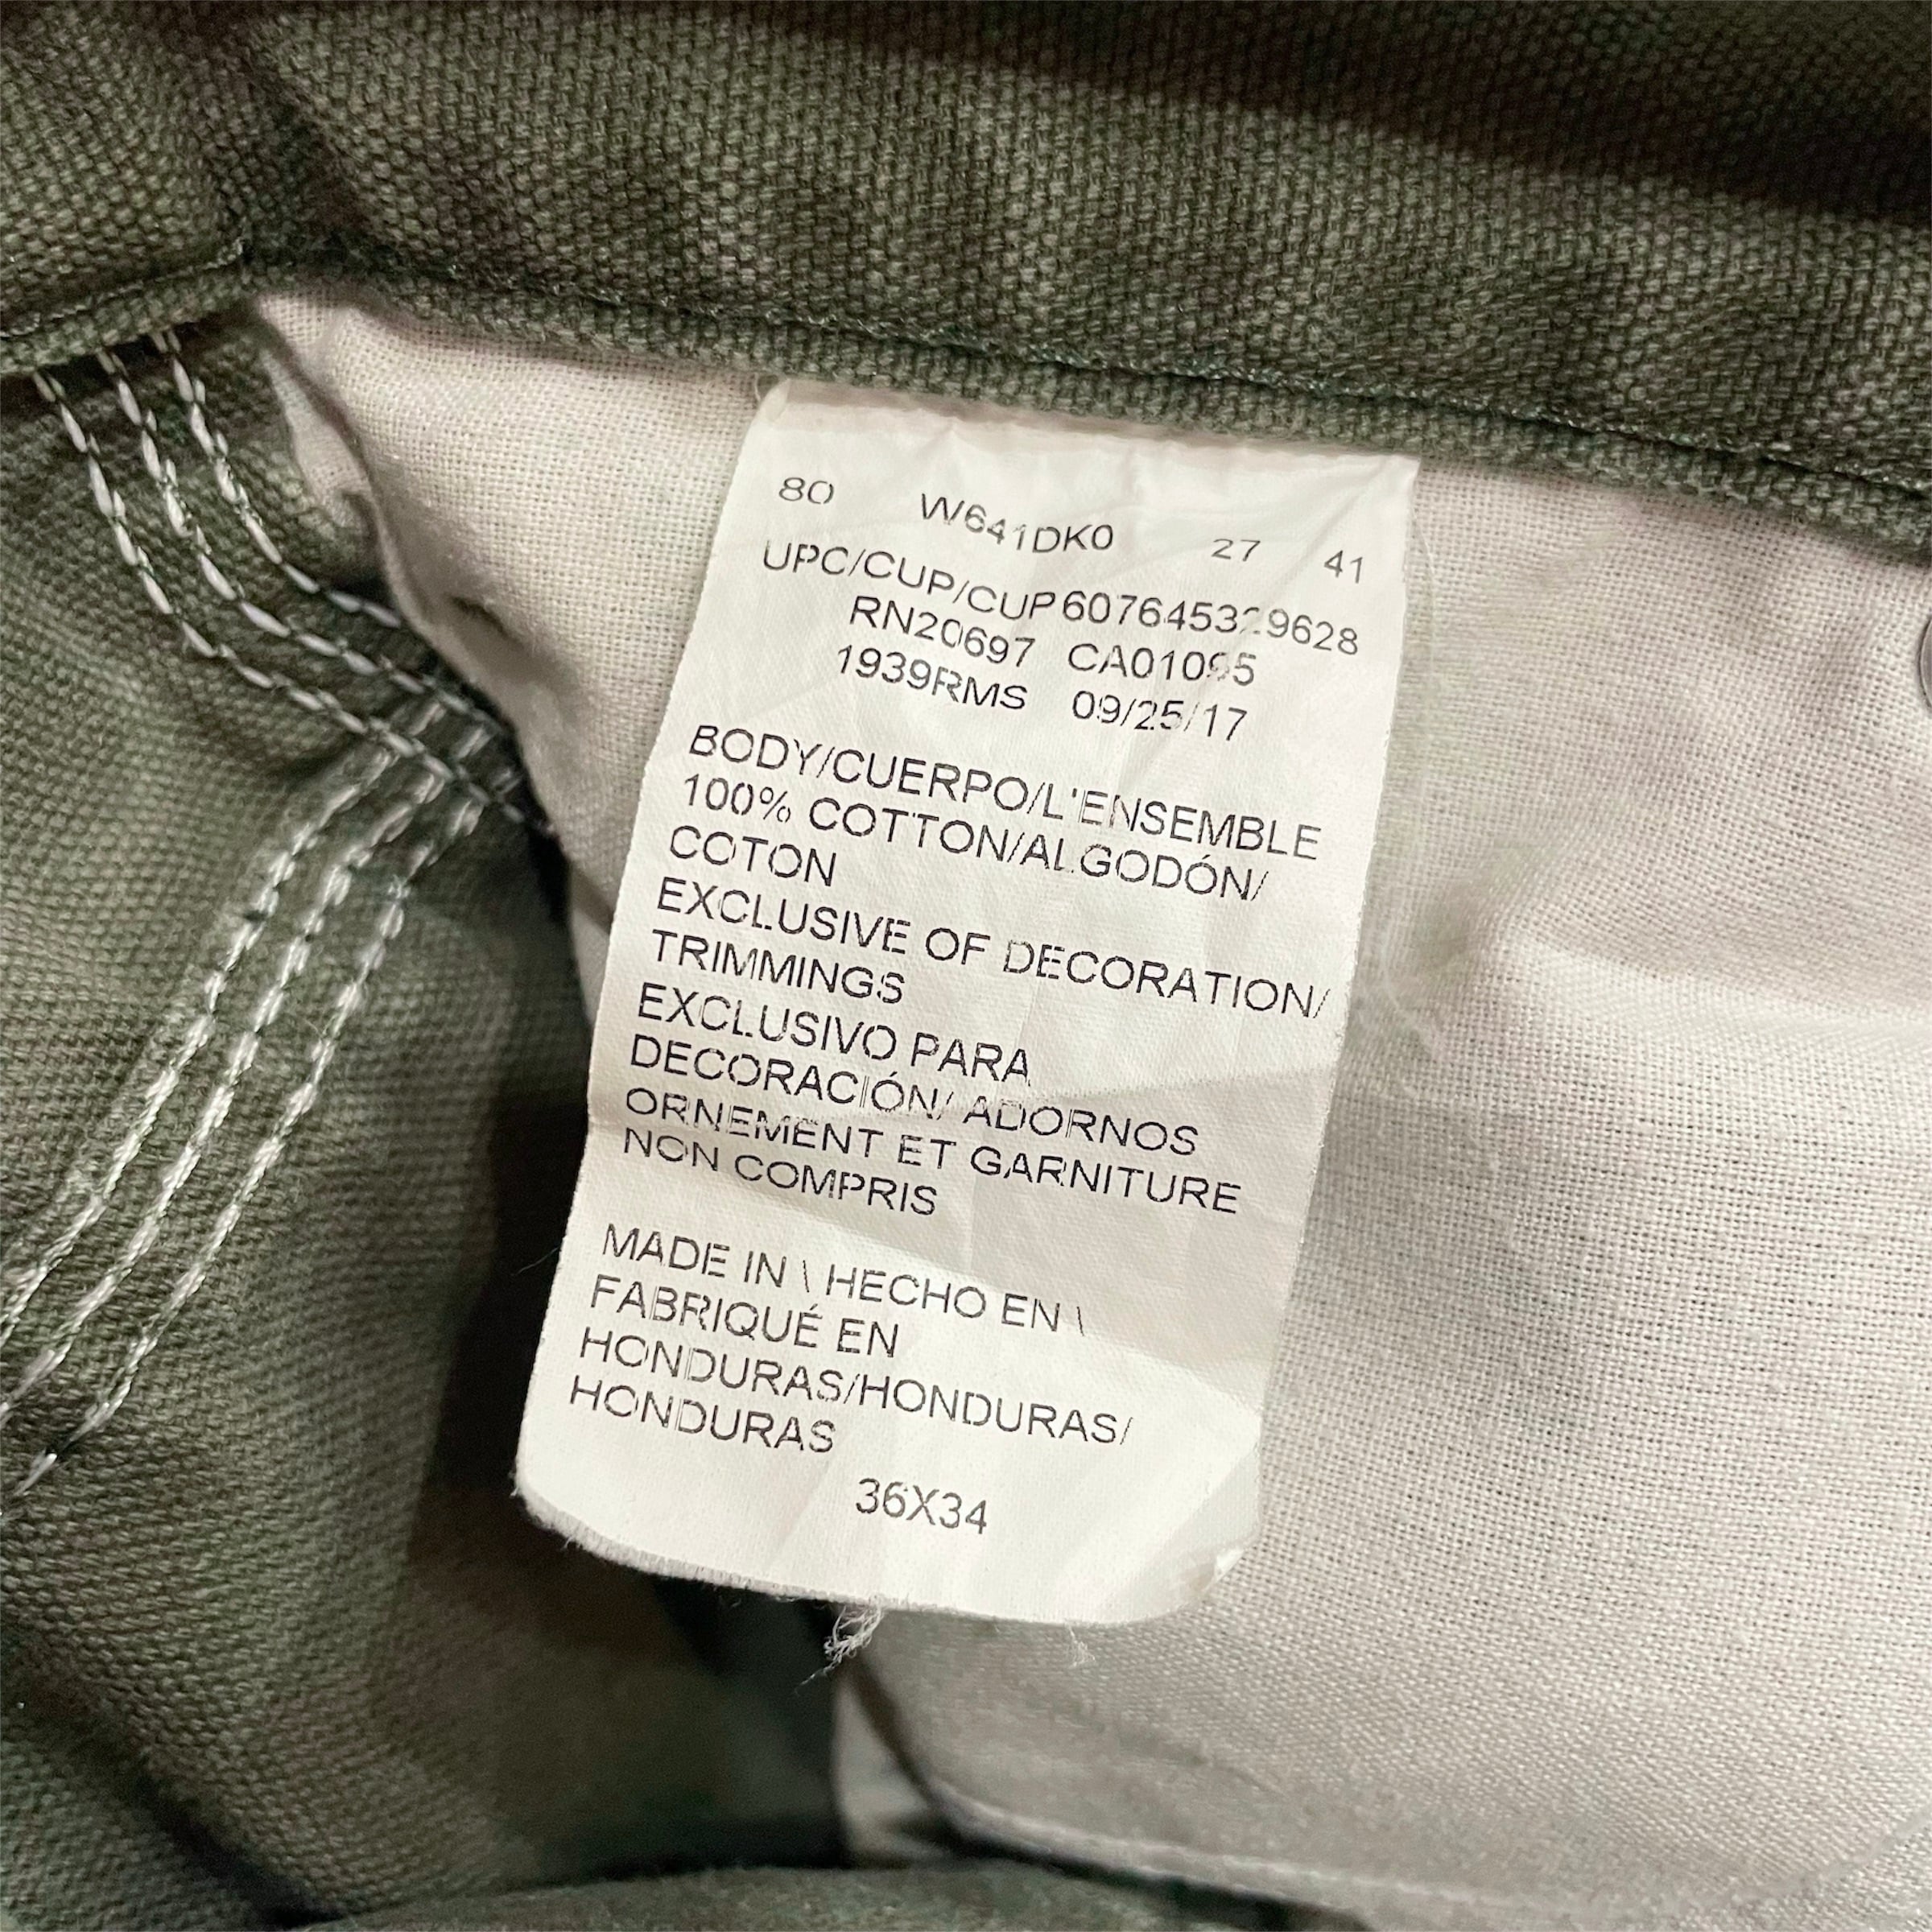 80 W641DK0 27 41
UPC/CUP/CUP 607645329628
RN20697 CA01095
1939RMS 09/25/17
BODY/CUERPO/L'ENSEMBLE
100% COTTON/ALGODÓN/
COTON
EXCLUSIVE OF DECORATION/
TRIMMINGS
EXCLUSIVO PARA
DECORACIÓN/ ADORNOS
ORNEMENT ET GARNITURE
NON COMPRIS
MADE IN \ HECHO EN \
FABRIQUÉ EN
HONDURAS/HONDURAS/
HONDURAS
36X34